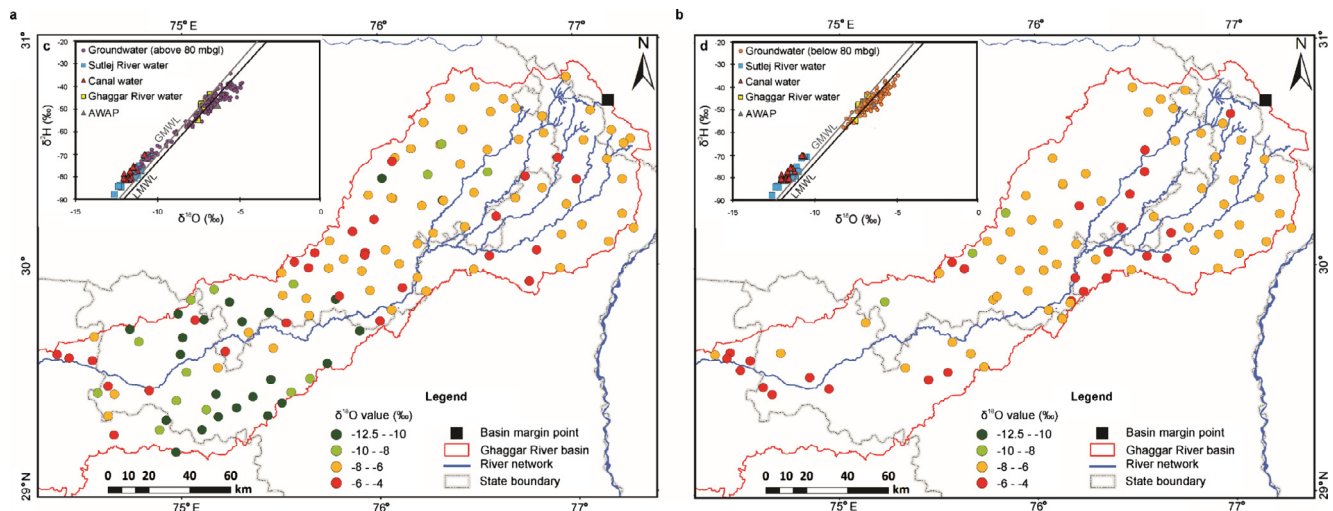 a
75°E
76°
77°
31°
30°
29°N
N
c
-20
-30
-40
-50
-60
-70
-80
-90
δ²H (‰)
Groundwater (above 80 mbgl)
Sutlej River water
Canal water
Ghaggar River water
AWAP
GMWL
LMWL
-15
-10
-5
0
δ¹⁸O (‰)
Legend
δ¹⁸O value (‰)
-12.5 - -10
-10 - -8
-8 - -6
-6 - -4
Basin margin point
Ghaggar River basin
River network
State boundary
0 10 20 40 60
km
75°E
76°
77°
b
75°E
76°
77°
31°
30°
29°N
N
d
-20
-30
-40
-50
-60
-70
-80
-90
δ²H (‰)
Groundwater (below 80 mbgl)
Sutlej River water
Canal water
Ghaggar River water
AWAP
GMWL
LMWL
-15
-10
-5
0
δ¹⁸O (‰)
Legend
δ¹⁸O value (‰)
-12.5 - -10
-10 - -8
-8 - -6
-6 - -4
Basin margin point
Ghaggar River basin
River network
State boundary
0 10 20 40 60
km
75°E
76°
77°